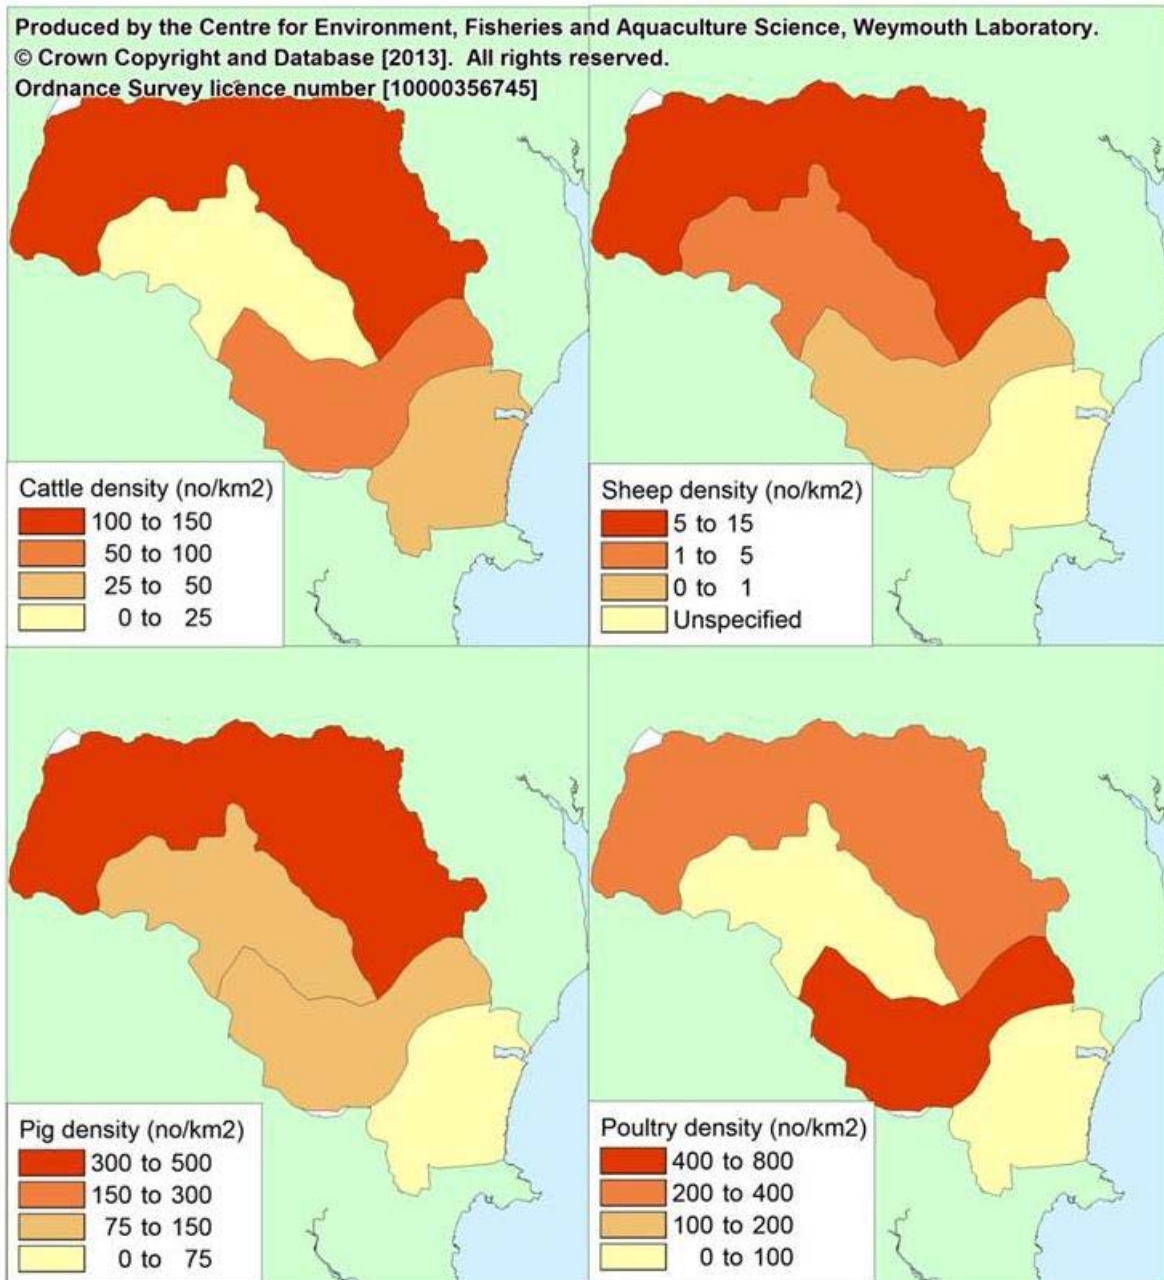 Produced by the Centre for Environment, Fisheries and Aquaculture Science, Weymouth Laboratory.
© Crown Copyright and Database [2013]. All rights reserved.
Ordnance Survey licence number [10000356745]
Cattle density (no/km2)
100 to 150
50 to 100
25 to 50
0 to 25
Sheep density (no/km2)
5 to 15
1 to 5
0 to 1
Unspecified
Pig density (no/km2)
300 to 500
150 to 300
75 to 150
0 to 75
Poultry density (no/km2)
400 to 800
200 to 400
100 to 200
0 to 100